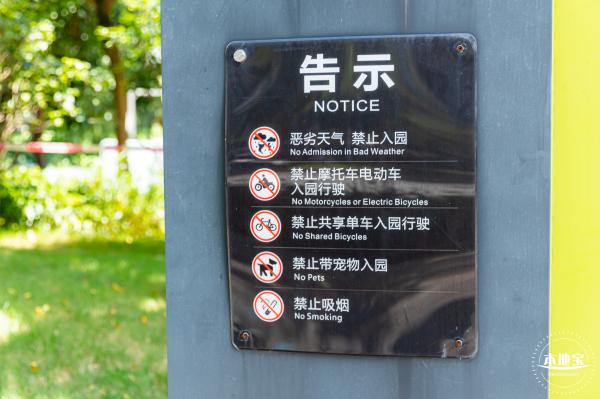 告示
NOTICE
恶劣天气 禁止入园
No Admission in Bad Weather
禁止摩托车电动车
入园行驶
No Motorcycles or Electric Bicycles
禁止共享单车入园行驶
No Shared Bicycles
禁止带宠物入园
No Pets
禁止吸烟
No Smoking
本地宝